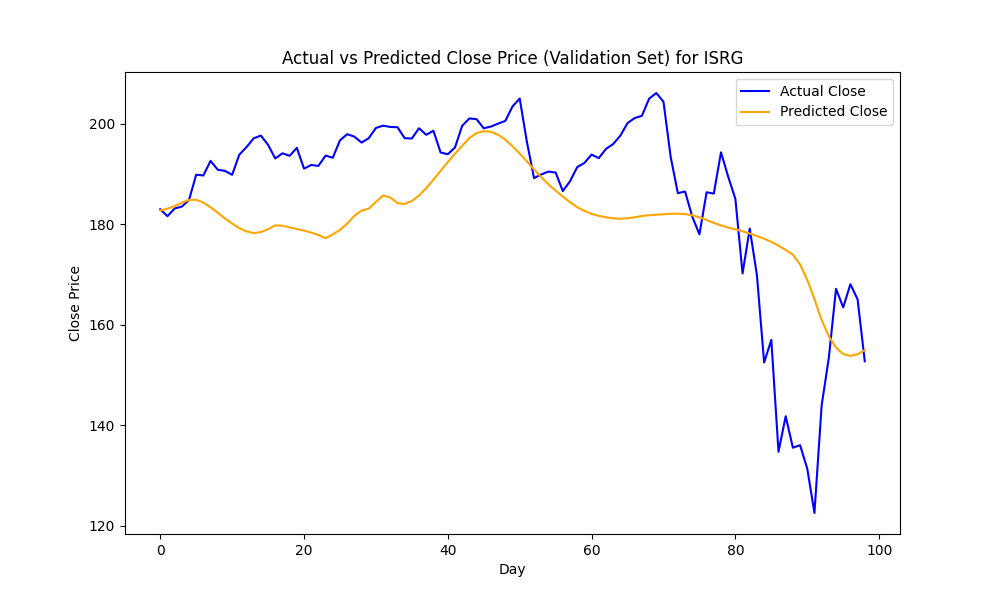 Actual vs Predicted Close Price (Validation Set) for ISRG
Actual Close
Predicted Close
Close Price
200
180
160
140
120
0 20 40 60 80 100
Day